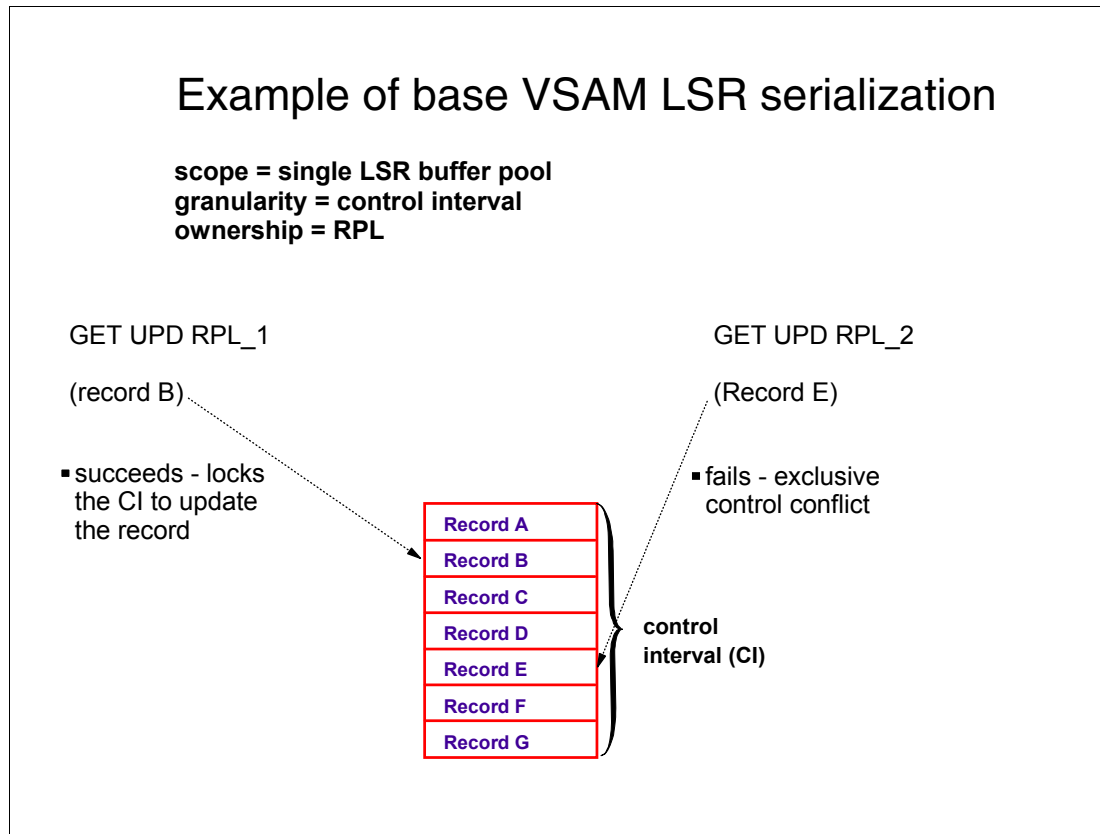 Example of base VSAM LSR serialization
scope = single LSR buffer pool
granularity = control interval
ownership = RPL
GET UPD RPL_1
(record B)
▪ succeeds - locks
the CI to update
the record
GET UPD RPL_2
(Record E)
▪ fails - exclusive
control conflict
Record A
Record B
Record C
Record D
Record E
Record F
Record G
control
interval (CI)